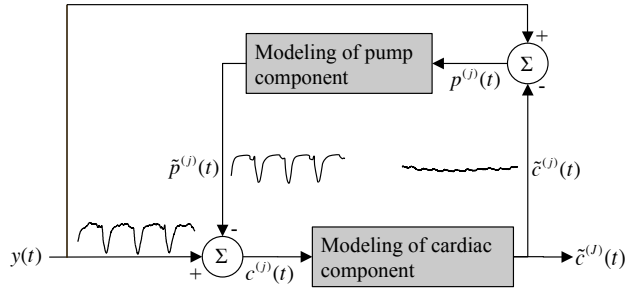 +
Modeling of pump
component
Σ
p^(j)(t)
-
p̃^(j)(t)
c̃^(j)(t)
-
Modeling of cardiac
component
y(t)
Σ
+
c^(j)(t)
c̃^(J)(t)